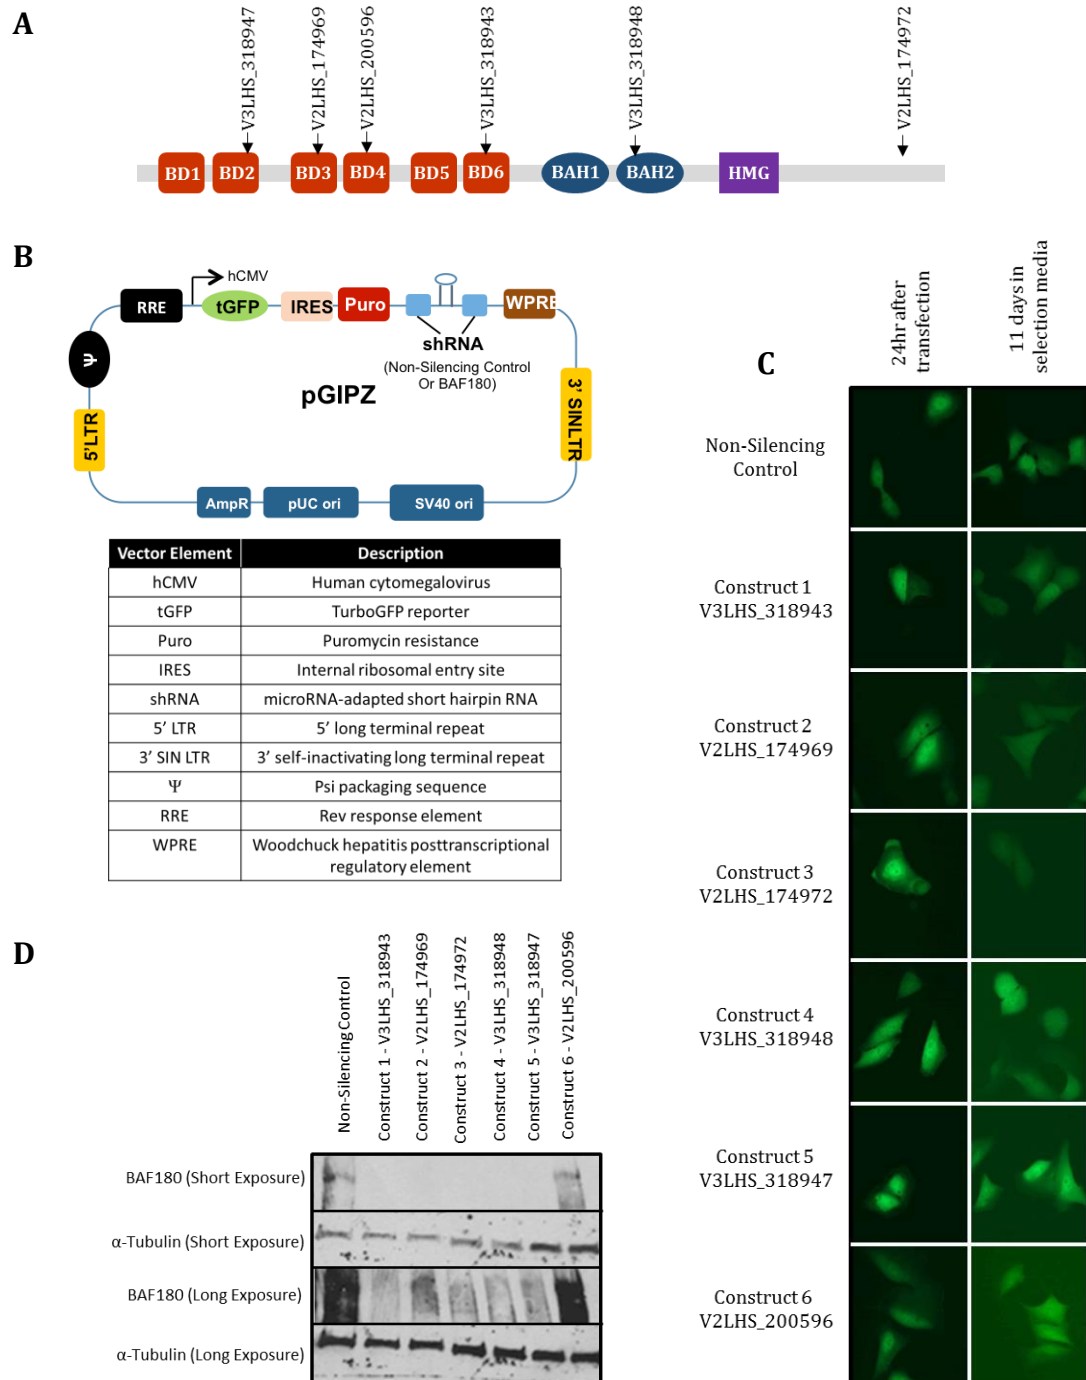 A
V3LHS_318947
V2LHS_174969
V2LHS_200596
V3LHS_318943
V3LHS_318948
V2LHS_174972
BD1
BD2
BD3
BD4
BD5
BD6
BAH1
BAH2
HMG
B
hCMV
RRE
tGFP
IRES
Puro
WPRE
shRNA
(Non-Silencing Control
Or BAF180)
Ψ
pGIPZ
5'LTR
3' SINLTR
AmpR
pUC ori
SV40 ori
Vector Element Description
hCMV Human cytomegalovirus
tGFP TurboGFP reporter
Puro Puromycin resistance
IRES Internal ribosomal entry site
shRNA microRNA-adapted short hairpin RNA
5' LTR 5' long terminal repeat
3' SIN LTR 3' self-inactivating long terminal repeat
Ψ Psi packaging sequence
RRE Rev response element
WPRE Woodchuck hepatitis posttranscriptional
regulatory element
C
24hr after
transfection
11 days in
selection media
Non-Silencing
Control
Construct 1
V3LHS_318943
Construct 2
V2LHS_174969
Construct 3
V2LHS_174972
Construct 4
V3LHS_318948
Construct 5
V3LHS_318947
Construct 6
V2LHS_200596
D
Non-Silencing Control
Construct 1 - V3LHS_318943
Construct 2 - V2LHS_174969
Construct 3 - V2LHS_174972
Construct 4 - V3LHS_318948
Construct 5 - V3LHS_318947
Construct 6 - V2LHS_200596
BAF180 (Short Exposure)
α-Tubulin (Short Exposure)
BAF180 (Long Exposure)
α-Tubulin (Long Exposure)